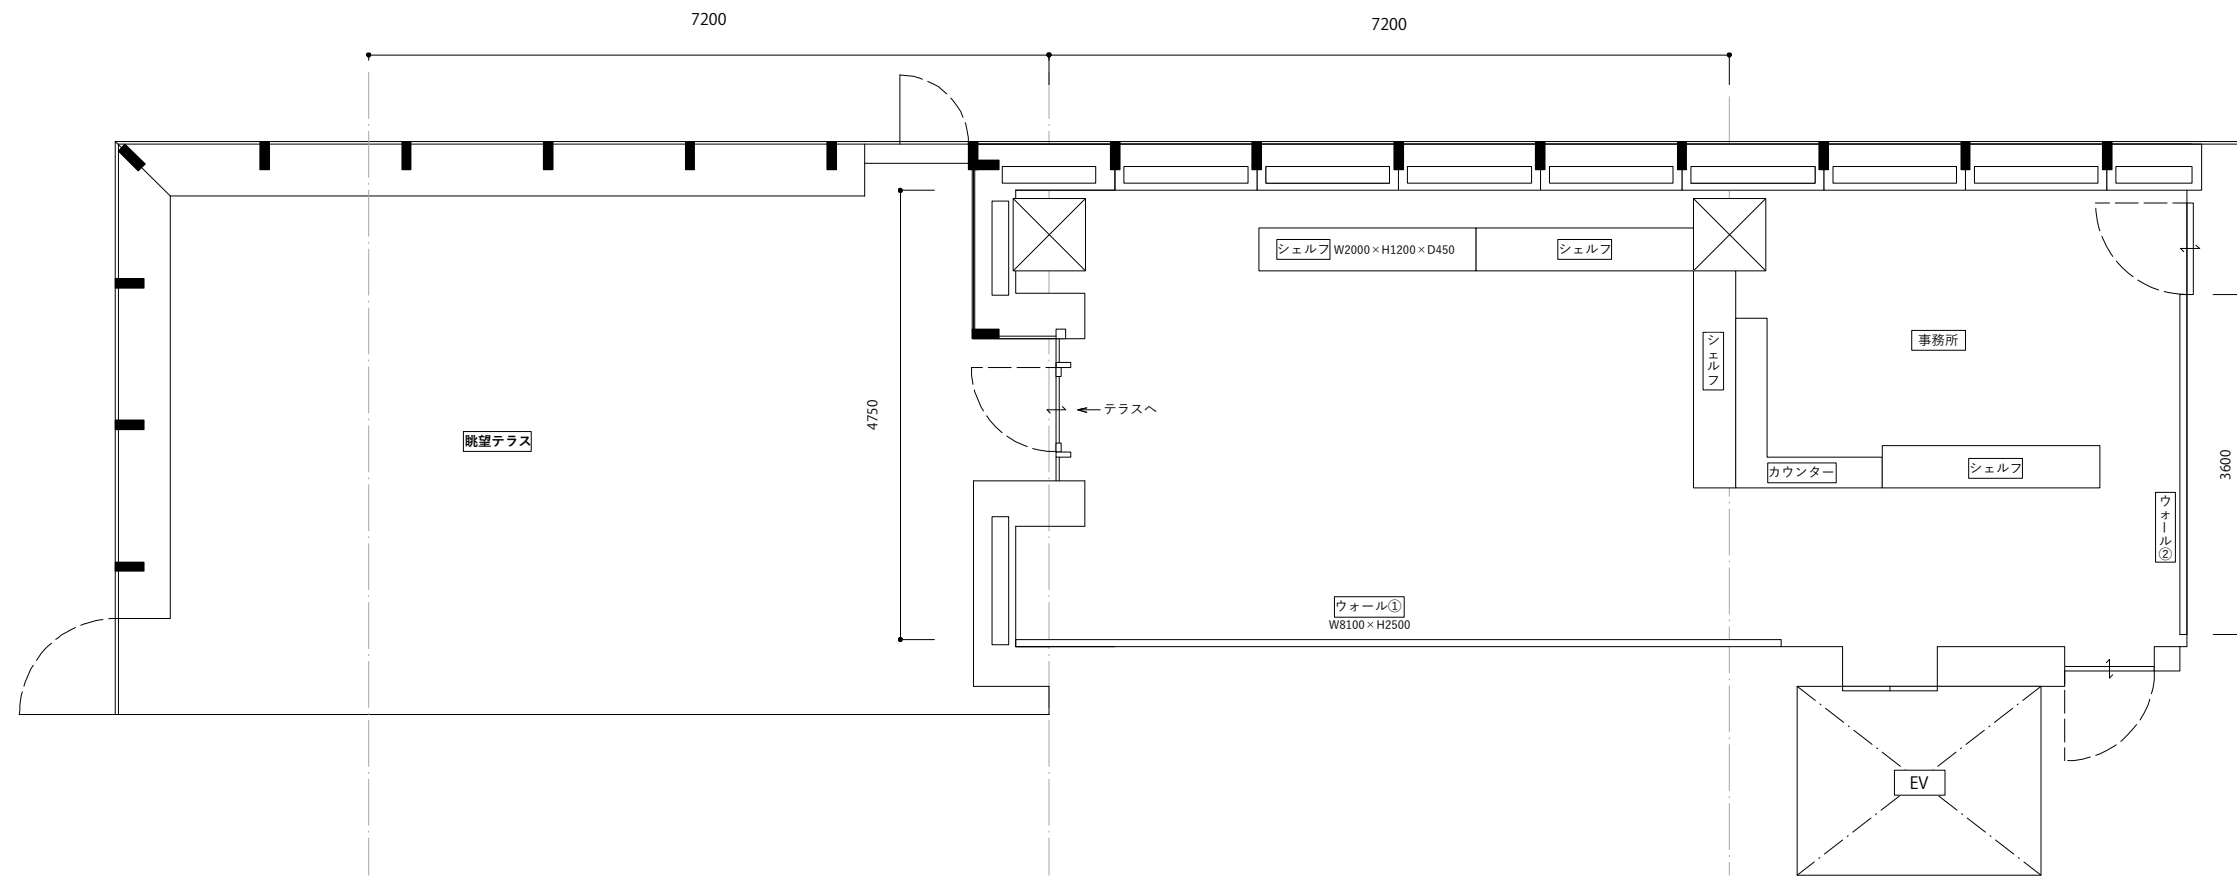 7200
7200
シェルフ W2000×H1200×D450
シェルフ
シェルフ
事務所
4750
テラスへ
眺望テラス
カウンター
シェルフ
3600
ウォール②
ウォール①
W8100×H2500
EV